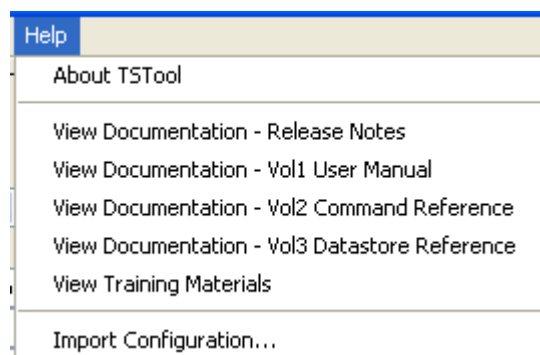 Help
About TSTool
View Documentation - Release Notes
View Documentation - Vol1 User Manual
View Documentation - Vol2 Command Reference
View Documentation - Vol3 Datastore Reference
View Training Materials
Import Configuration...